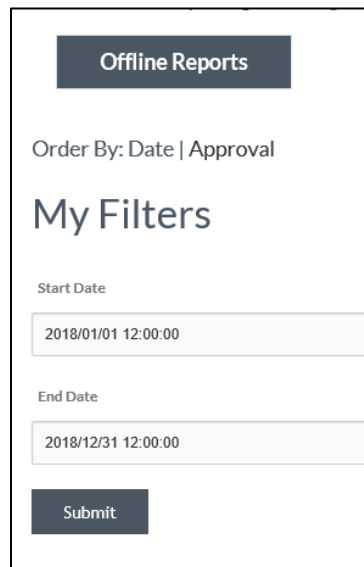 Offline Reports
Order By: Date | Approval
My Filters
Start Date
2018/01/01 12:00:00
End Date
2018/12/31 12:00:00
Submit